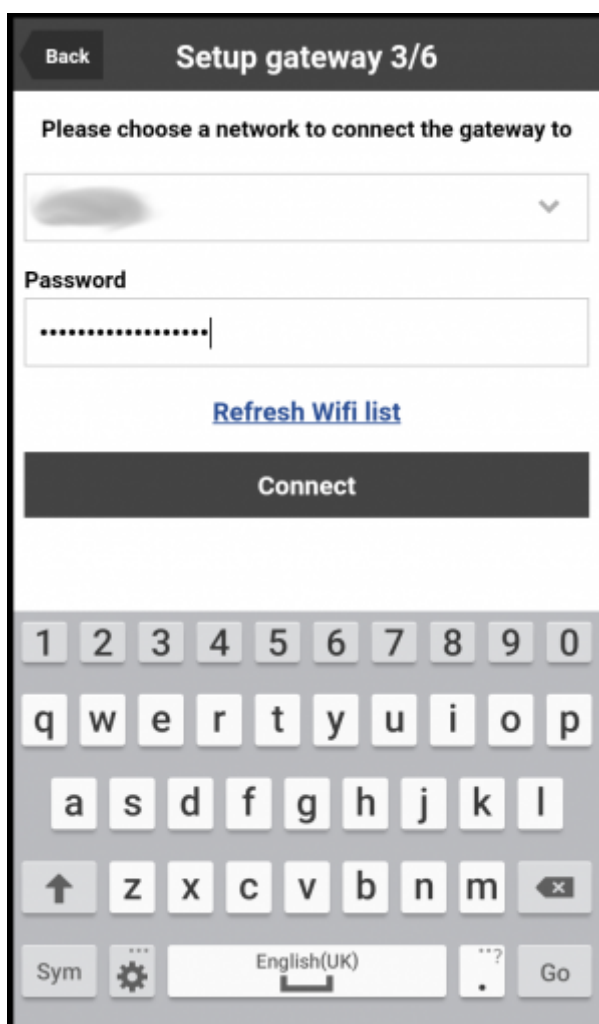 Back
Setup gateway 3/6
Please choose a network to connect the gateway to
Password
••••••••••••••••••
Refresh Wifi list
Connect
1 2 3 4 5 6 7 8 9 0
q w e r t y u i o p
a s d f g h j k l
z x c v b n m
Sym
English(UK)
...?
.
Go